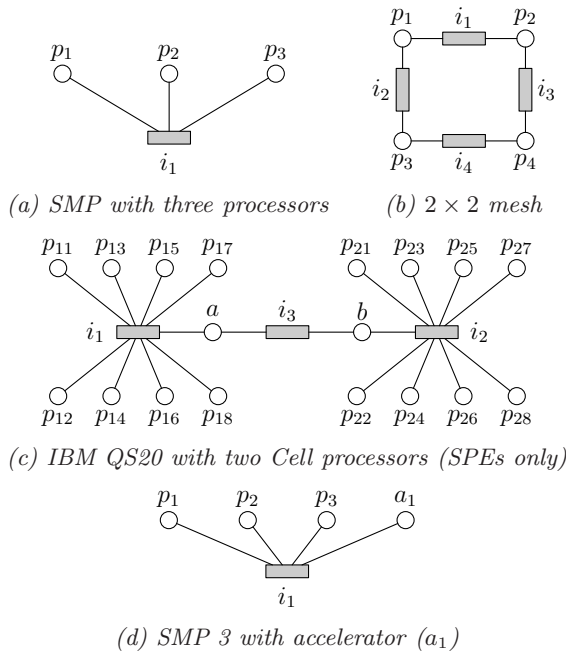 p1 p2 p3
i1
(a) SMP with three processors
p1 i1 p2
i2 i3
p3 i4 p4
(b) 2 × 2 mesh
p11 p13 p15 p17 p21 p23 p25 p27
i1 a i3 b i2
p12 p14 p16 p18 p22 p24 p26 p28
(c) IBM QS20 with two Cell processors (SPEs only)
p1 p2 p3 a1
i1
(d) SMP 3 with accelerator (a1)